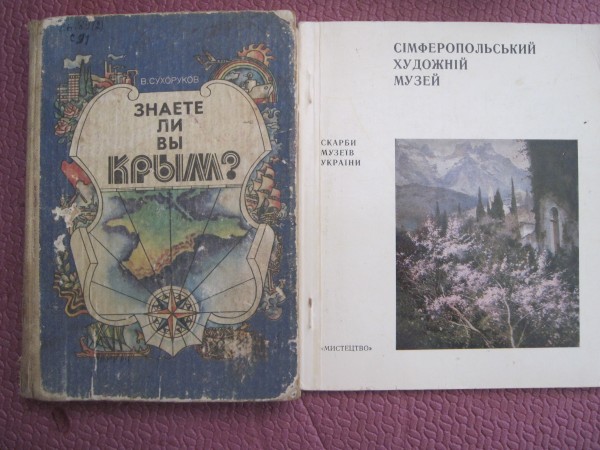 В. СУХОРУКОВ
ЗНАЕТЕ
ЛИ
ВЫ
КРЫМ?
СІМФЕРОПОЛЬСЬКИЙ
ХУДОЖНІЙ
МУЗЕЙ
СКАРБИ
МУЗЕЇВ
УКРАЇНИ
«МИСТЕЦТВО»